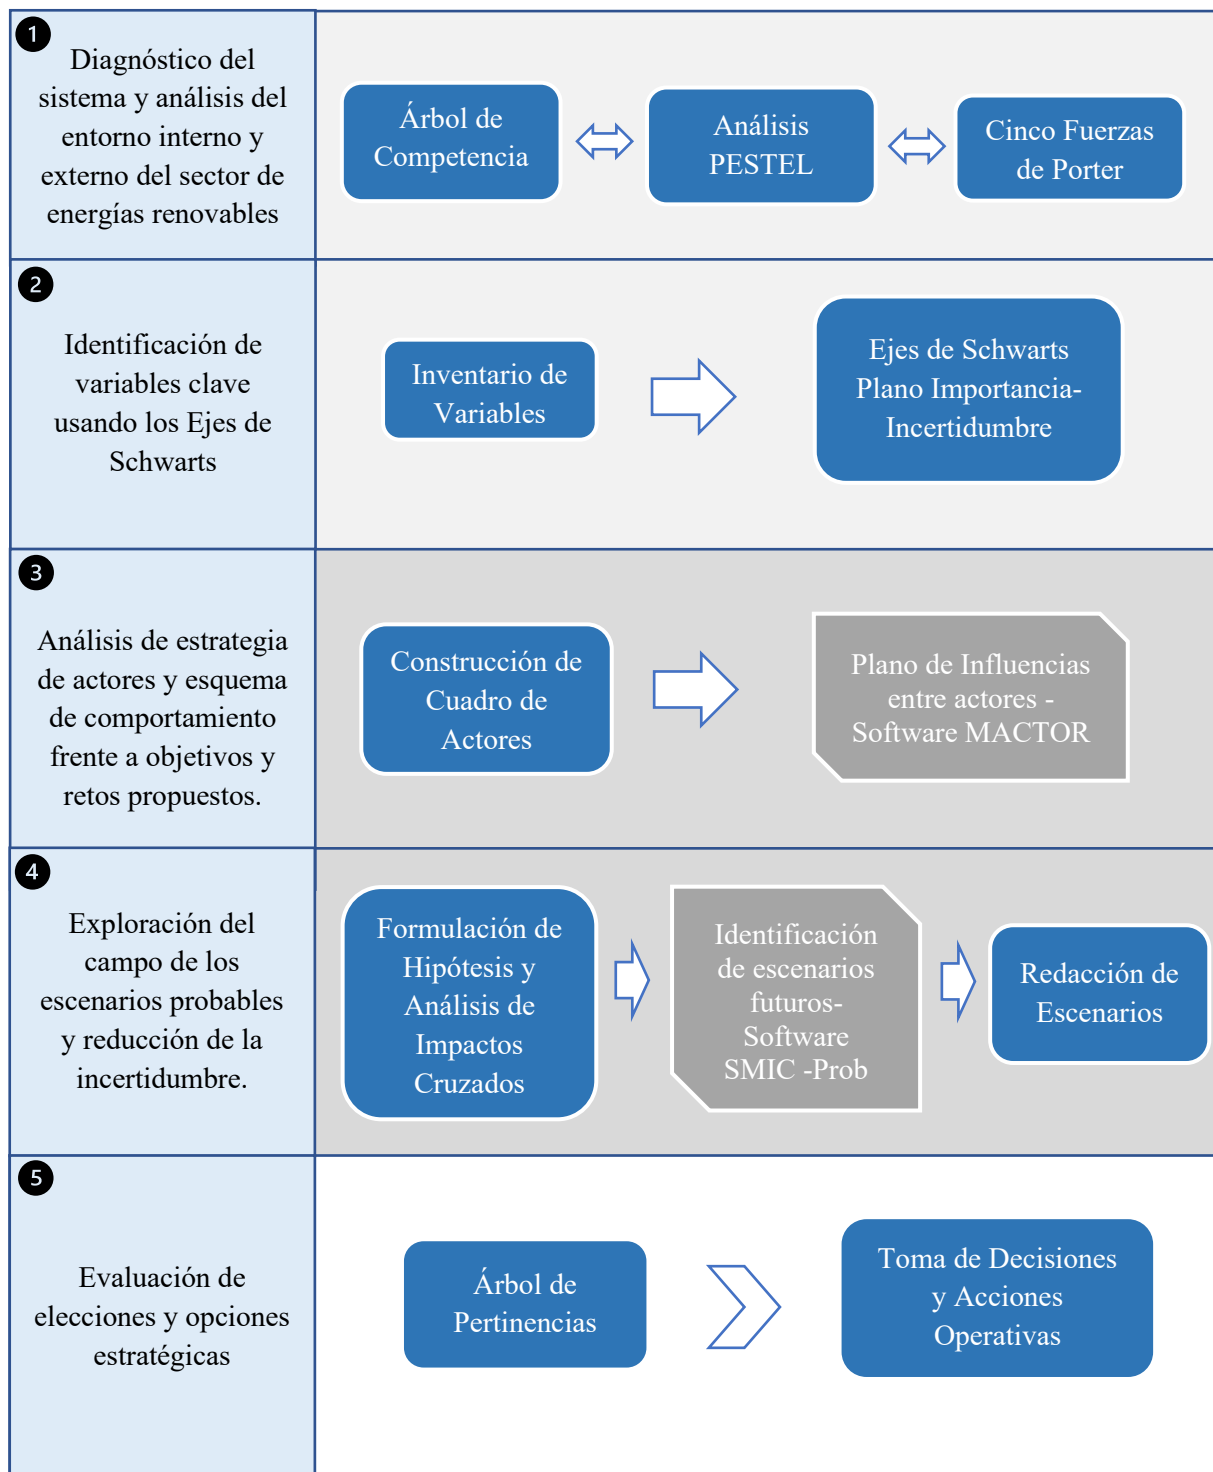 1
Diagnóstico del
sistema y análisis del
entorno interno y
externo del sector de
energías renovables
Árbol de
Competencia
Análisis
PESTEL
Cinco Fuerzas
de Porter
2
Identificación de
variables clave
usando los Ejes de
Schwarts
Inventario de
Variables
Ejes de Schwarts
Plano Importancia-
Incertidumbre
3
Análisis de estrategia
de actores y esquema
de comportamiento
frente a objetivos y
retos propuestos.
Construcción de
Cuadro de
Actores
Plano de Influencias
entre actores -
Software MACTOR
4
Exploración del
campo de los
escenarios probables
y reducción de la
incertidumbre.
Formulación de
Hipótesis y
Análisis de
Impactos
Cruzados
Identificación
de escenarios
futuros-
Software
SMIC -Prob
Redacción de
Escenarios
5
Evaluación de
elecciones y opciones
estratégicas
Árbol de
Pertinencias
Toma de Decisiones
y Acciones
Operativas